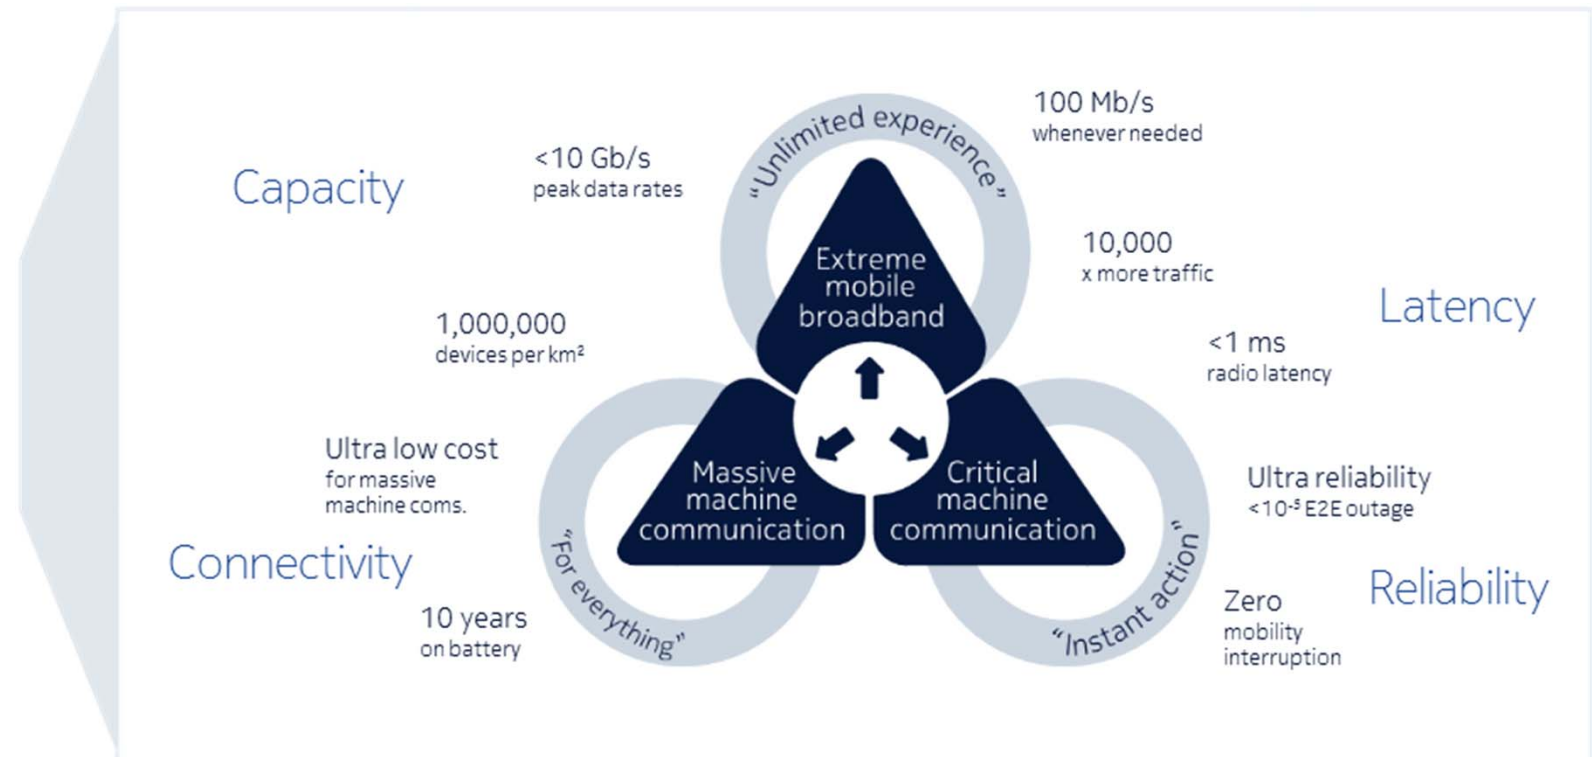 Capacity
<10 Gb/s
peak data rates
"Unlimited experience"
100 Mb/s
whenever needed
10,000
x more traffic
Extreme
mobile
broadband
1,000,000
devices per km²
Latency
<1 ms
radio latency
Ultra low cost
for massive
machine coms.
Massive
machine
communication
Critical
machine
communication
Ultra reliability
<10⁻⁵ E2E outage
Connectivity
10 years
on battery
"For everything"
"Instant action"
Zero
mobility
interruption
Reliability